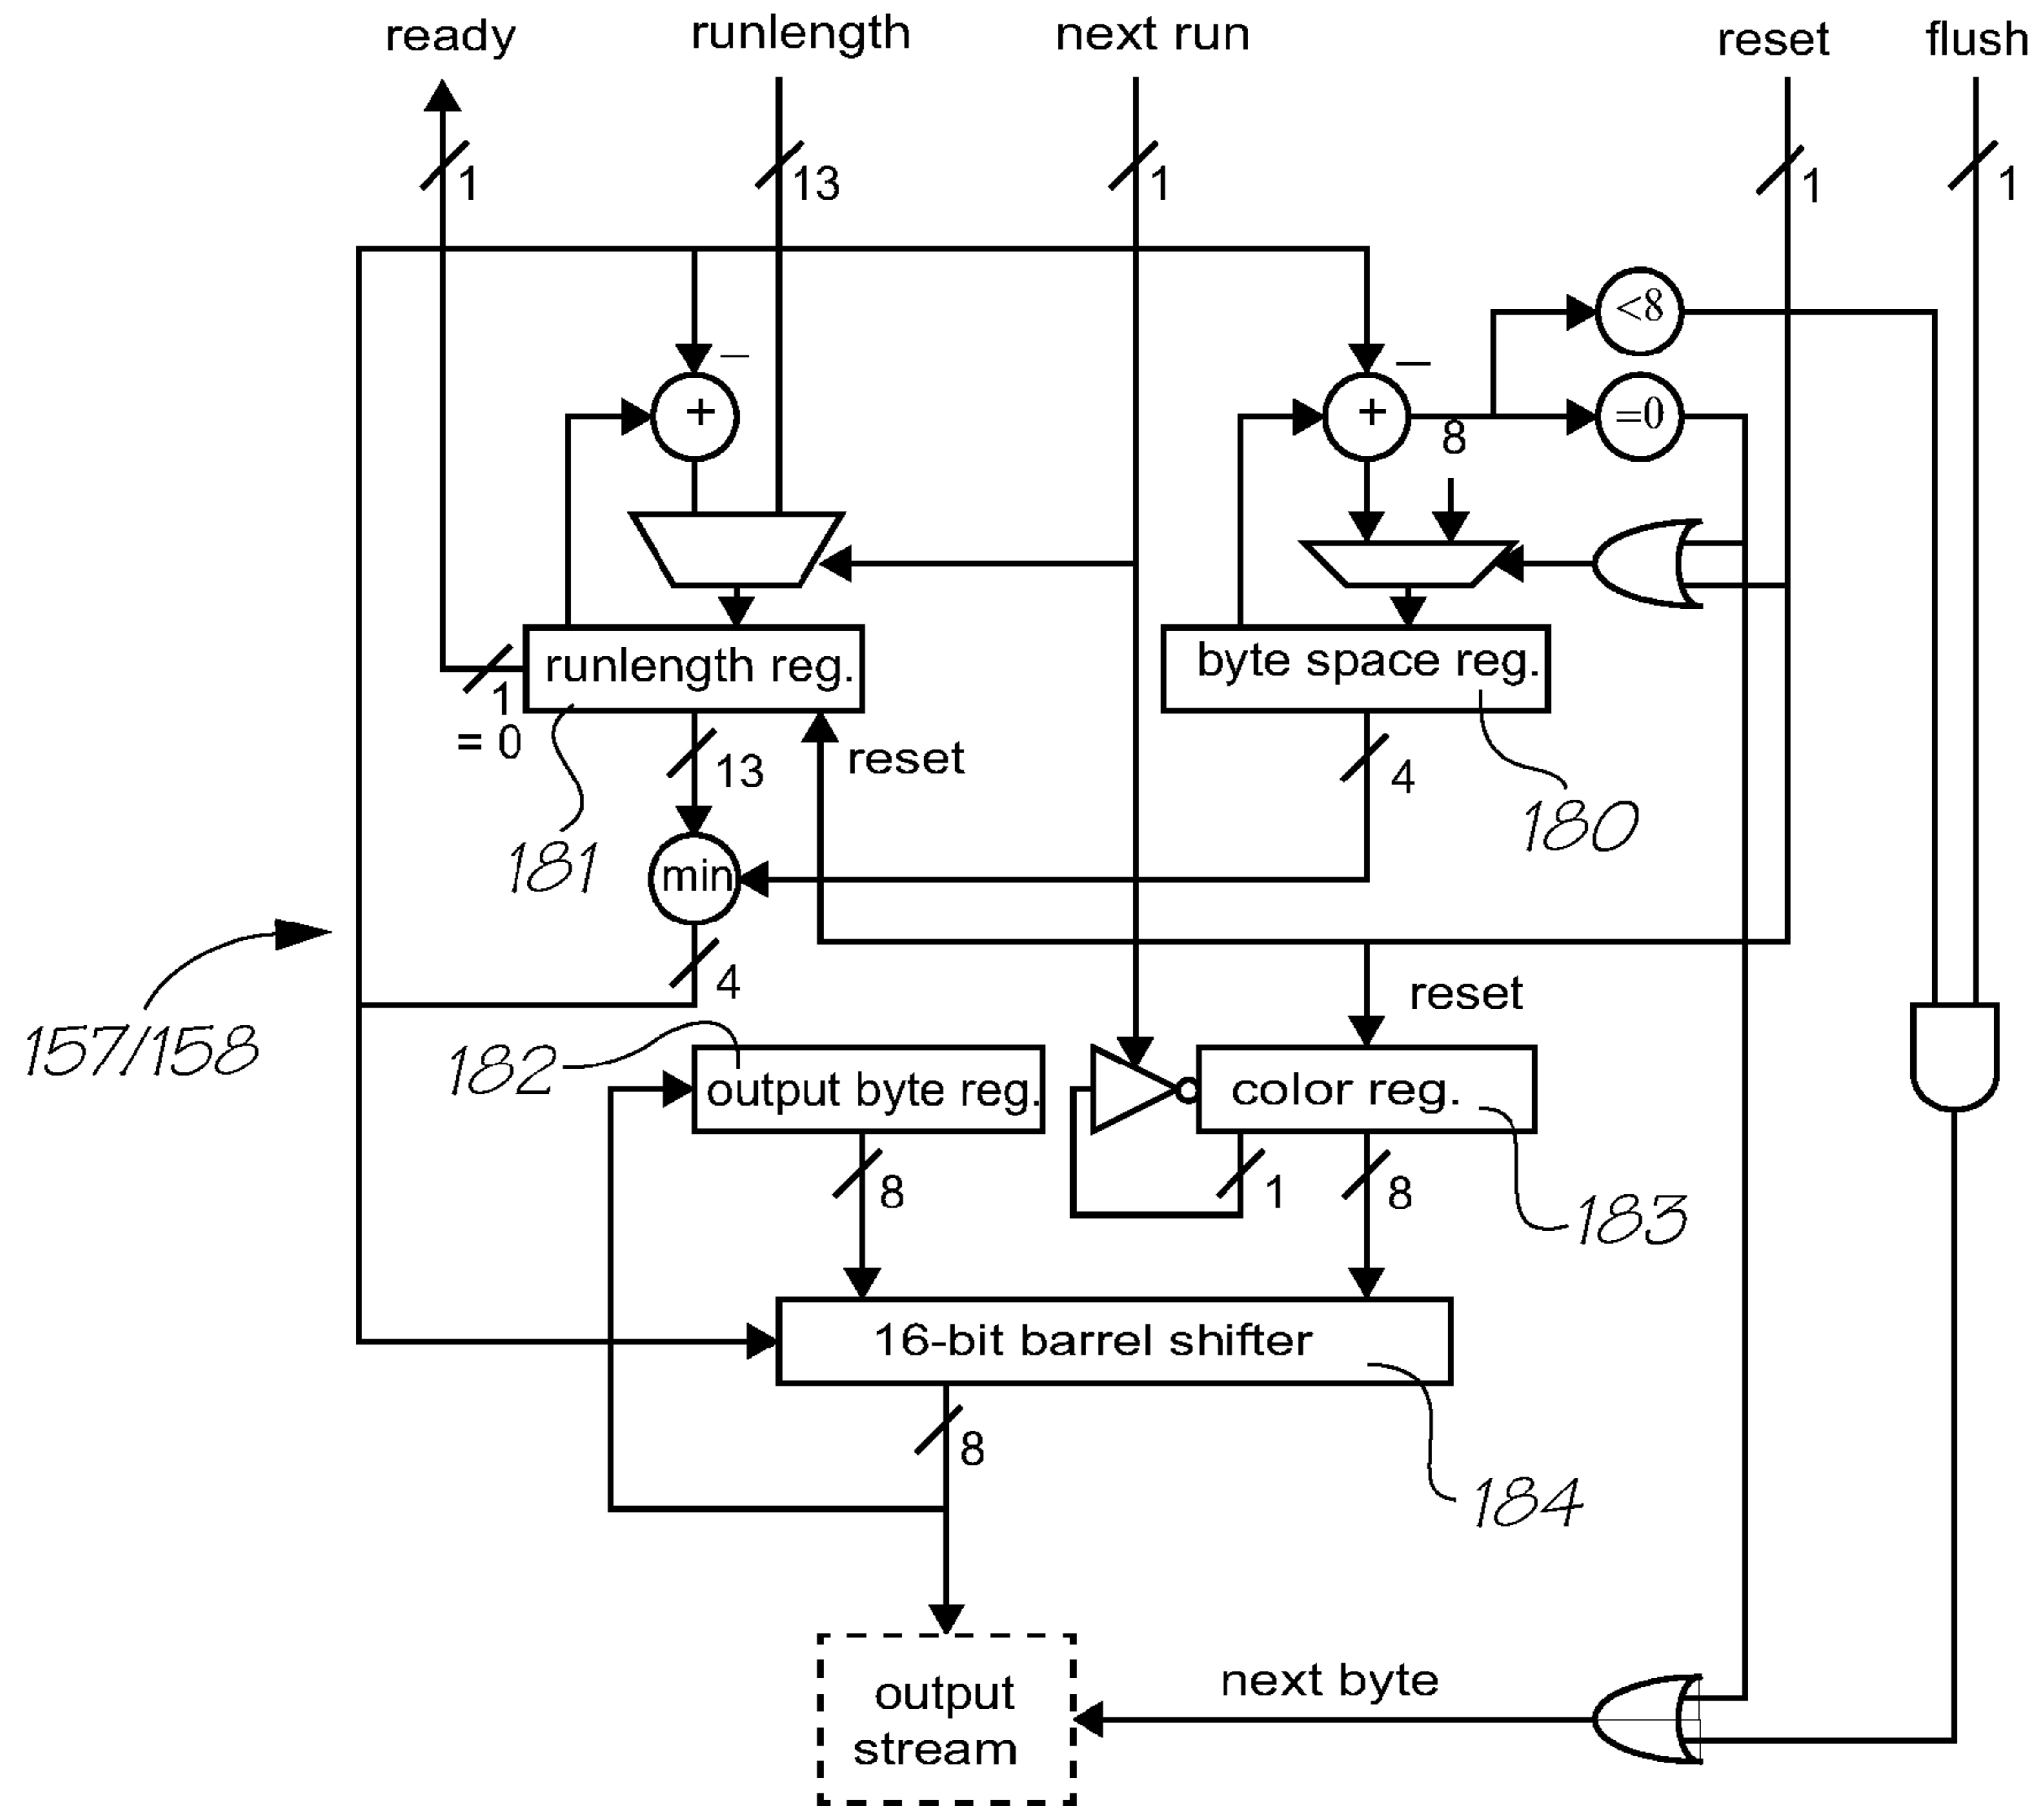 ready
runlength
next run
reset
flush
1
13
1
1
1
<8
–
–
+
+
8
=0
runlength reg.
byte space reg.
1
= 0
13
reset
4
181
180
min
4
reset
157/158
182
output byte reg.
color reg.
8
1
8
183
16-bit barrel shifter
8
184
output
stream
next byte